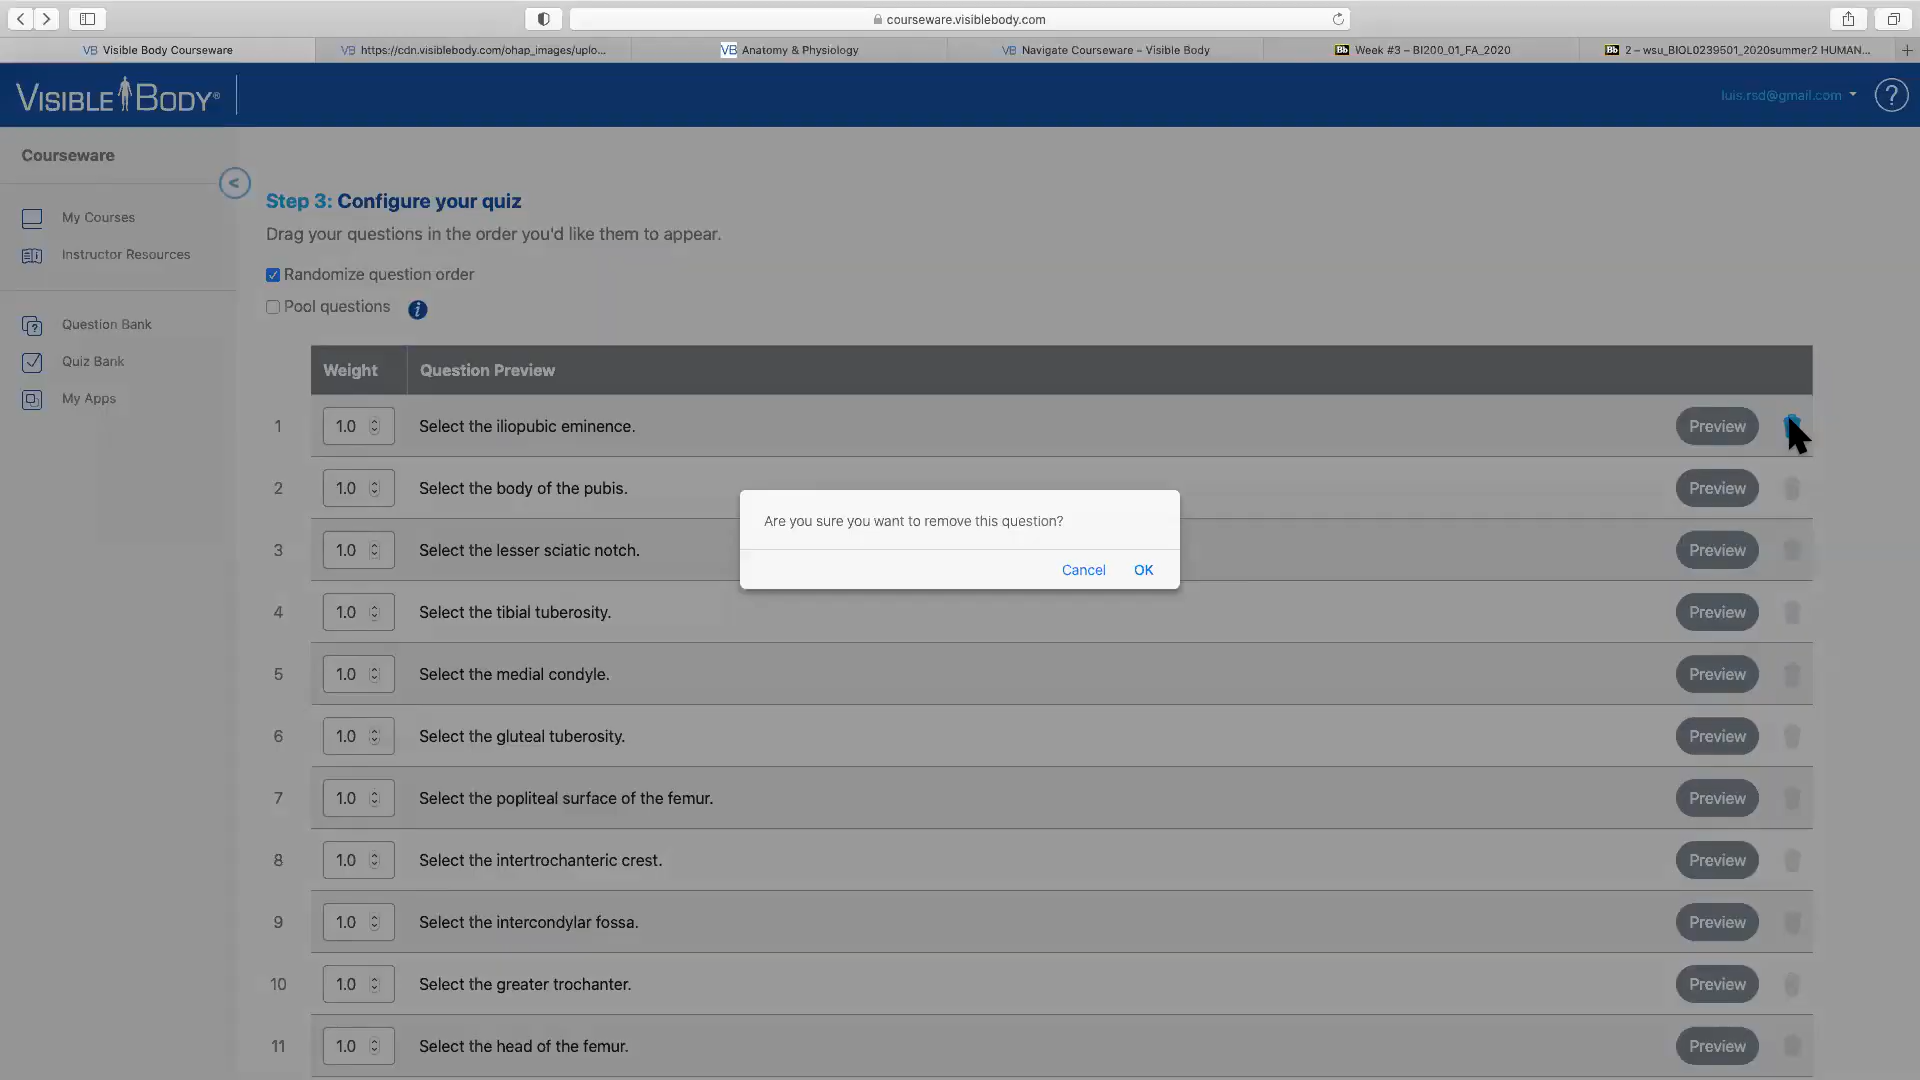 courseware.visiblebody.com
VB Visible Body Courseware
VB https://cdn.visiblebody.com/ohap_images/uplo...
VB Anatomy & Physiology
VB Navigate Courseware – Visible Body
Bb Week #3 – BI200_01_FA_2020
Bb 2 – wsu_BIOL0239501_2020summer2 HUMAN...
VISIBLE BODY®
luis.rsd@gmail.com
?
Courseware
<
My Courses
Instructor Resources
Question Bank
Quiz Bank
My Apps
Step 3: Configure your quiz
Drag your questions in the order you'd like them to appear.
Randomize question order
Pool questions i
Weight Question Preview
1 1.0 Select the iliopubic eminence. Preview
2 1.0 Select the body of the pubis. Preview
3 1.0 Select the lesser sciatic notch. Preview
4 1.0 Select the tibial tuberosity. Preview
5 1.0 Select the medial condyle. Preview
6 1.0 Select the gluteal tuberosity. Preview
7 1.0 Select the popliteal surface of the femur. Preview
8 1.0 Select the intertrochanteric crest. Preview
9 1.0 Select the intercondylar fossa. Preview
10 1.0 Select the greater trochanter. Preview
11 1.0 Select the head of the femur. Preview
Are you sure you want to remove this question?
Cancel OK